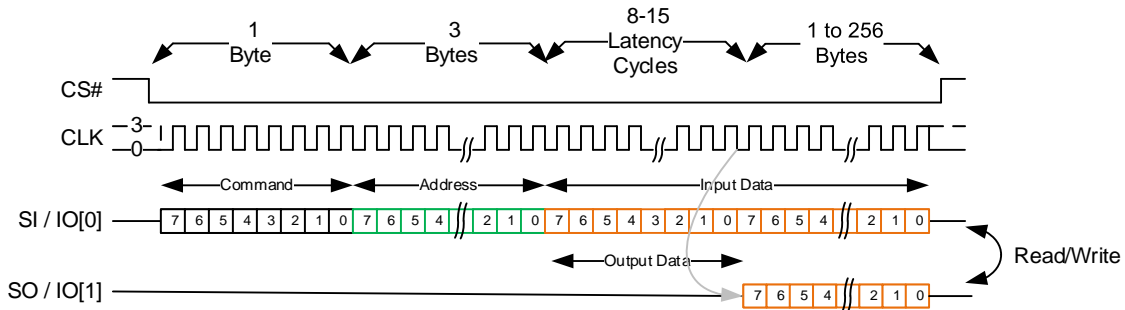 1 Byte
3 Bytes
8-15 Latency Cycles
1 to 256 Bytes
CS#
CLK
3
0
Command
Address
Input Data
SI / IO[0]
7 6 5 4 3 2 1 0 7 6 5 4 2 1 0 7 6 5 4 3 2 1 0 7 6 5 4 2 1 0
Read/Write
Output Data
SO / IO[1]
7 6 5 4 2 1 0